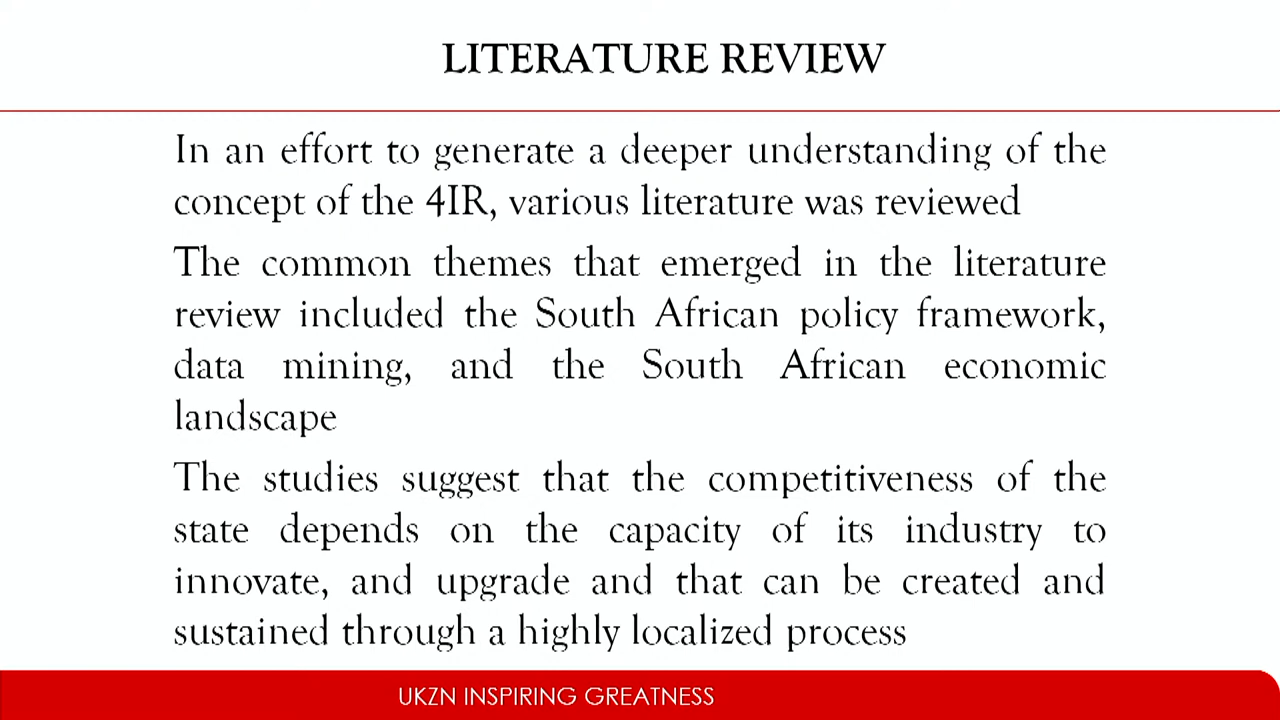 LITERATURE REVIEW
In an effort to generate a deeper understanding of the
concept of the 4IR, various literature was reviewed
The common themes that emerged in the literature
review included the South African policy framework,
data mining, and the South African economic
landscape
The studies suggest that the competitiveness of the
state depends on the capacity of its industry to
innovate, and upgrade and that can be created and
sustained through a highly localized process
UKZN INSPIRING GREATNESS